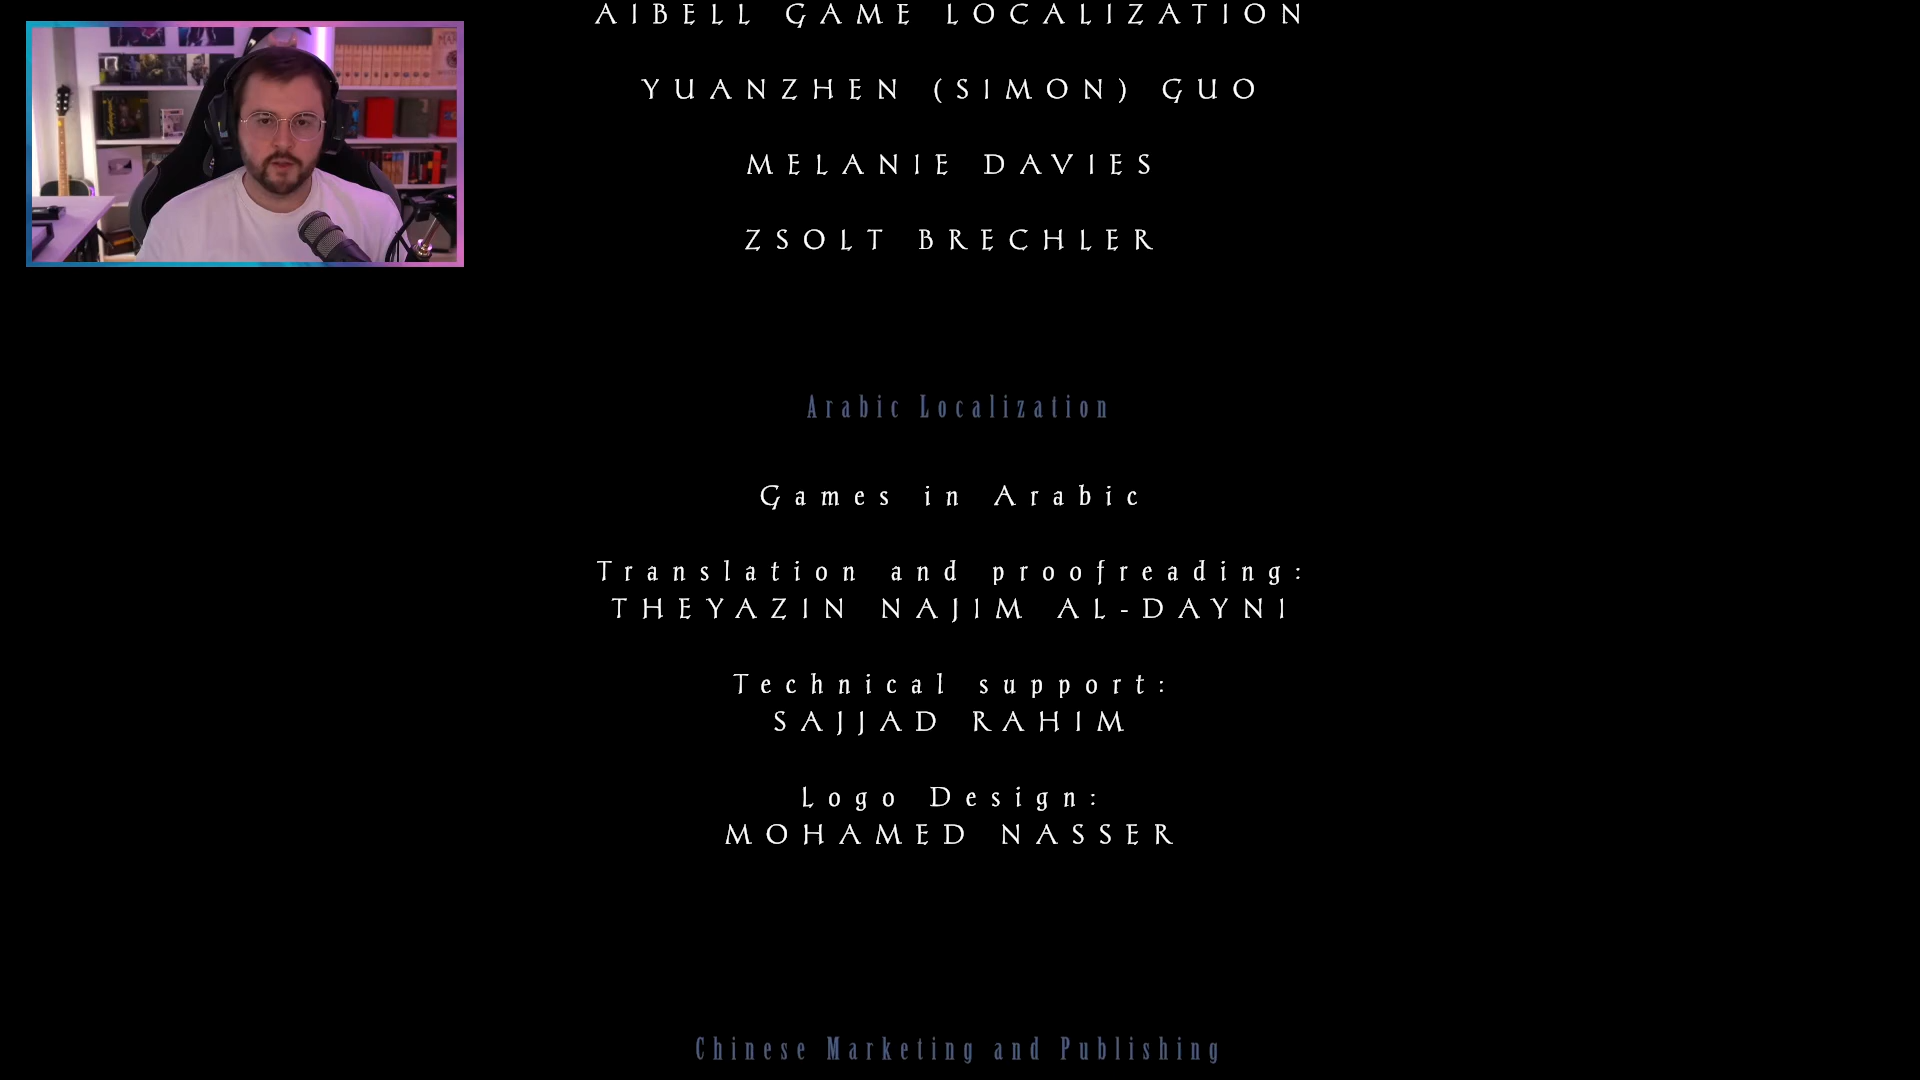 AIBELL GAME LOCALIZATION
YUANZHEN (SIMON) GUO
MELANIE DAVIES
ZSOLT BRECHLER
Arabic Localization
Games in Arabic
Translation and proofreading:
THEYAZIN NAJIM AL-DAYNI
Technical support:
SAJJAD RAHIM
Logo Design:
MOHAMED NASSER
Chinese Marketing and Publishing